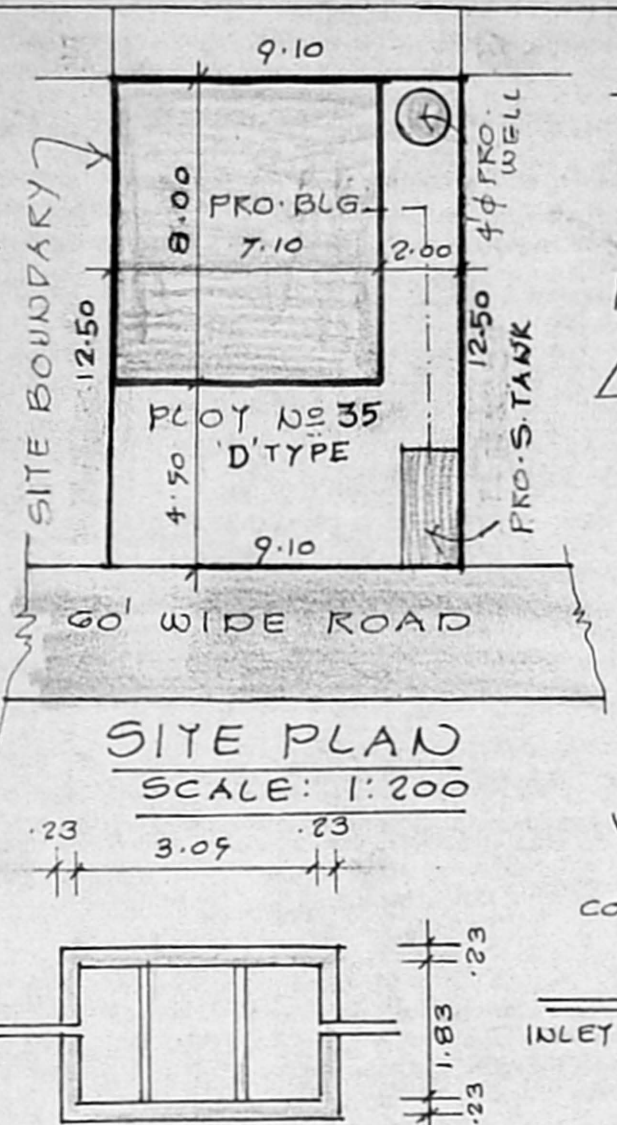 9.10
SITE BOUNDARY
12.50
8.00
PRO. BLG
7.10
2.00
4'ϕ PRO.
WELL
12.50
PLOT Nº 35
'D' TYPE
4.50
PRO. S. TANK
9.10
60' WIDE ROAD
SITE PLAN
SCALE: 1:200
.23
3.09
.23
.23
1.83
.23
CO
INLET